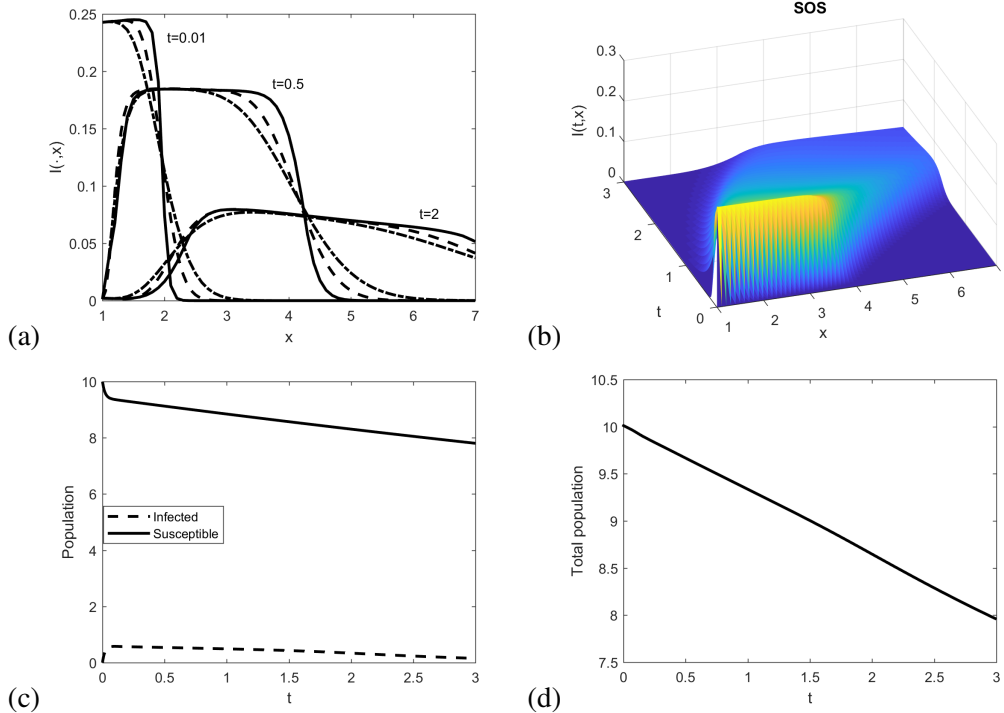 0.25
0.2
0.15
0.1
0.05
0
I(·,x)
t=0.01
t=0.5
t=2
1 2 3 4 5 6 7
x
(a)
SOS
0.3
0.2
0.1
0
I(t,x)
3
2
1
0
t
1 2 3 4 5 6
x
(b)
10
8
6
4
2
0
Population
Infected
Susceptible
0 0.5 1 1.5 2 2.5 3
t
(c)
10.5
10
9.5
9
8.5
8
7.5
Total population
0 0.5 1 1.5 2 2.5 3
t
(d)